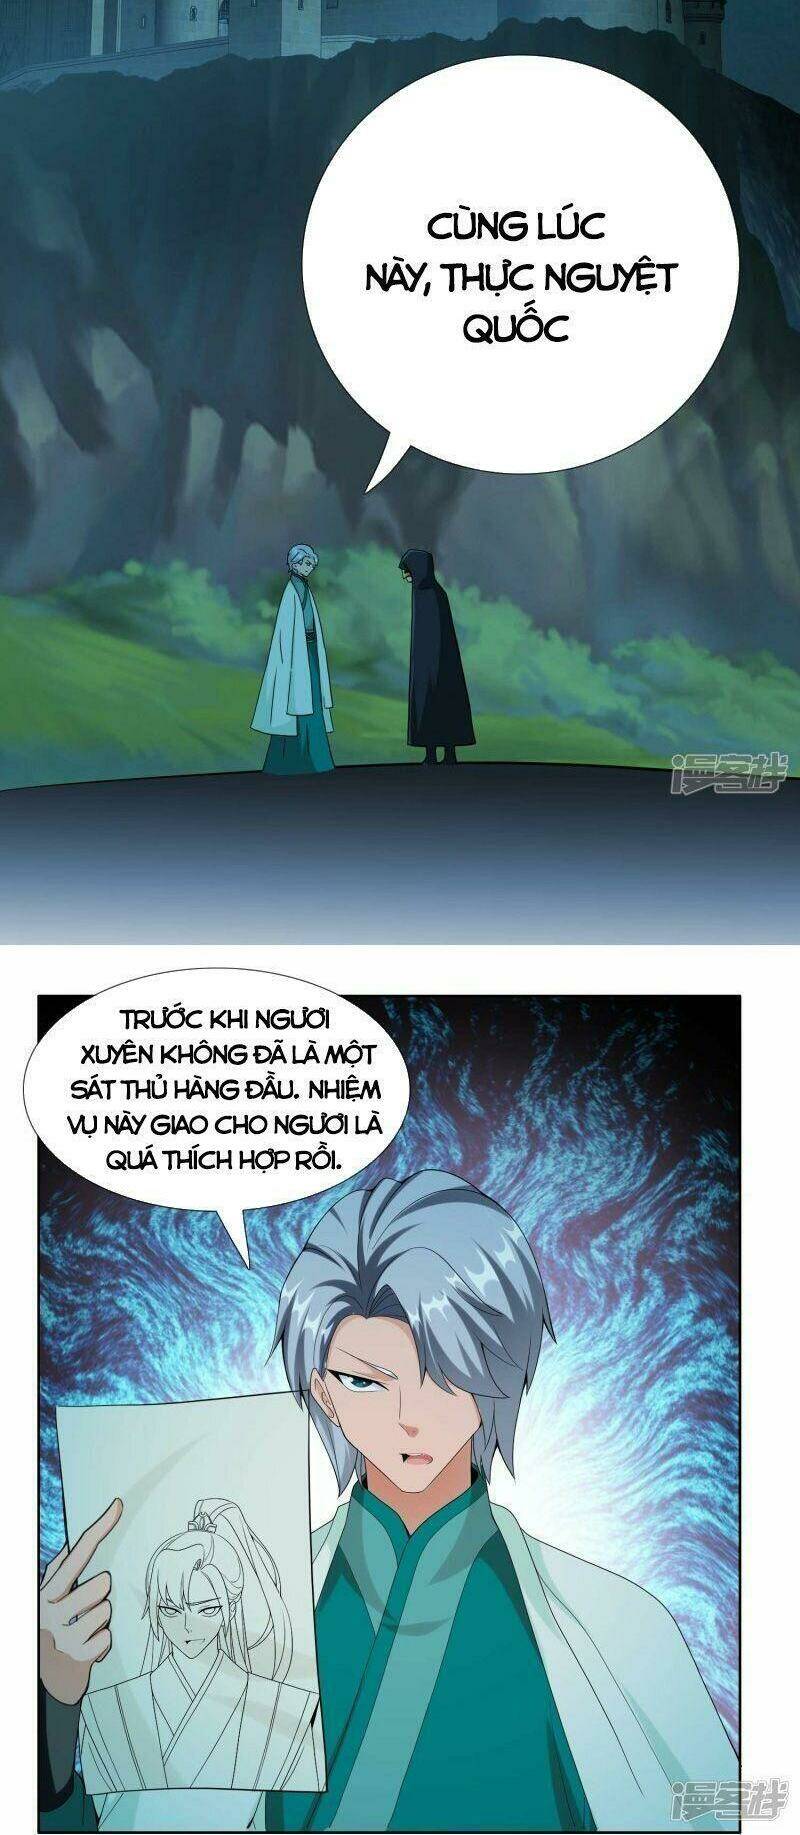 CÙNG LÚC
NÀY, THỰC NGUYỆT
QUỐC
漫客栈
TRƯỚC KHI NGƯƠI
XUYÊN KHÔNG ĐÃ LÀ MỘT
SÁT THỦ HÀNG ĐẦU. NHIỆM
VỤ NÀY GIAO CHO NGƯƠI LÀ
QUÁ THÍCH HỢP RỒI.
漫客栈